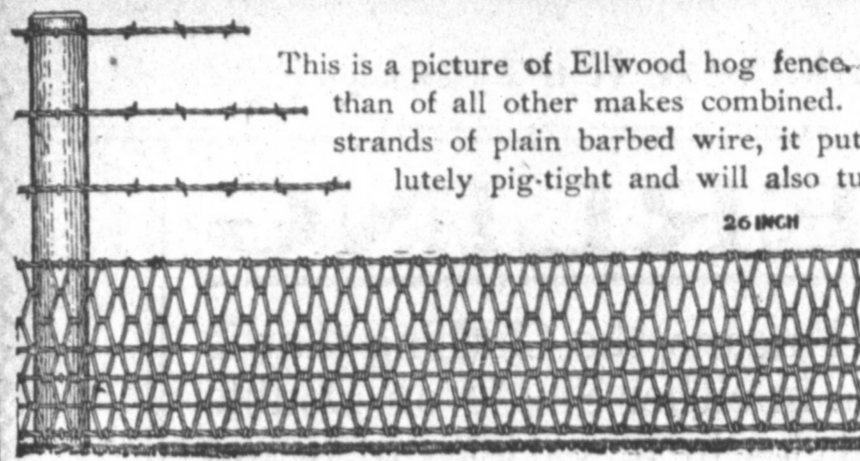 This is a picture of Ellwood hog fence.
than of all other makes combined.
strands of plain barbed wire, it put
lutely pig-tight and will also tu
26 INCH